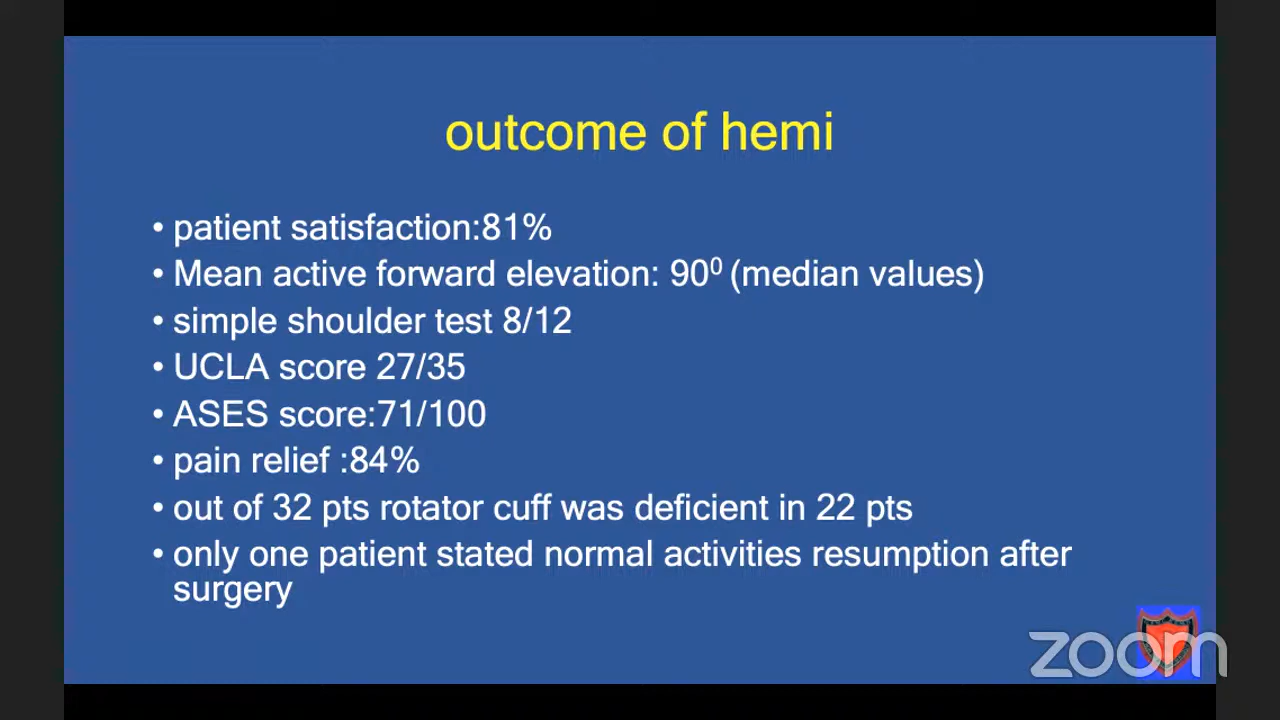 outcome of hemi
• patient satisfaction:81%
• Mean active forward elevation: 90⁰ (median values)
• simple shoulder test 8/12
• UCLA score 27/35
• ASES score:71/100
• pain relief :84%
• out of 32 pts rotator cuff was deficient in 22 pts
• only one patient stated normal activities resumption after
surgery
zoom